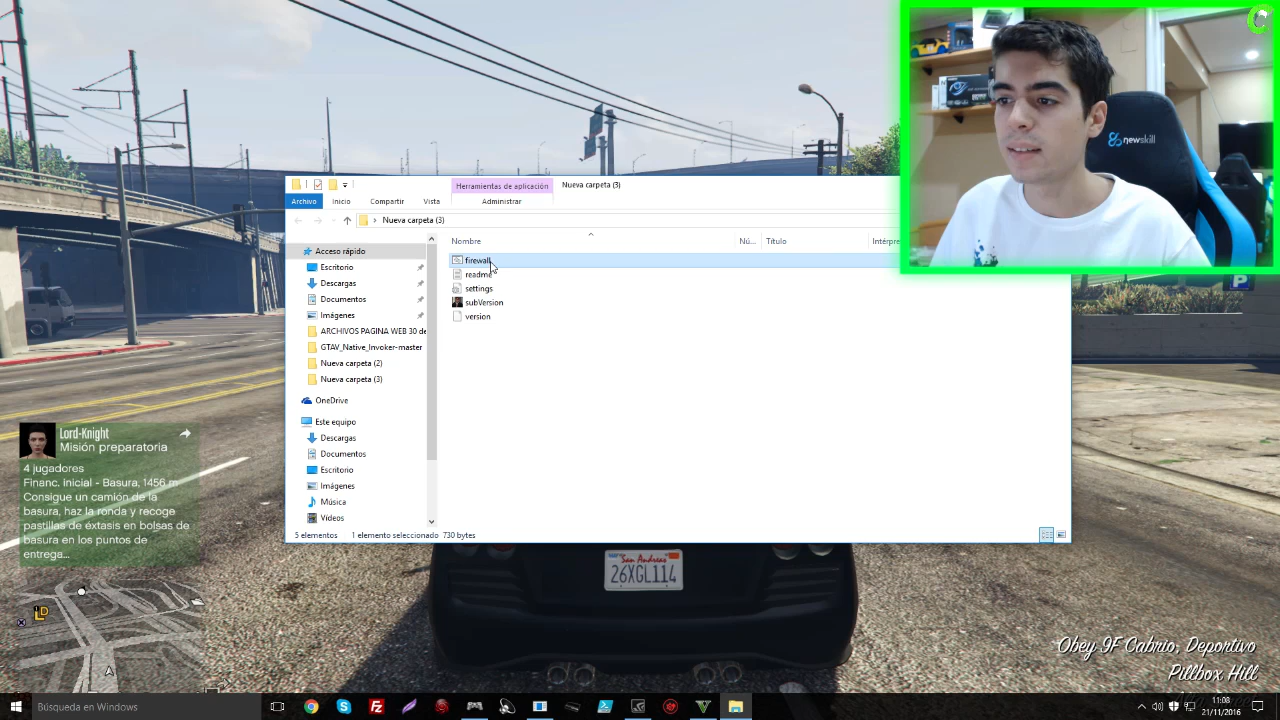 newskill
Herramientas de aplicación
Nueva carpeta (3)
Archivo
Inicio
Compartir
Vista
Administrar
Nueva carpeta (3)
Nombre
Nú...
Título
Intérpre
Acceso rápido
Escritorio
Descargas
Documentos
Imágenes
ARCHIVOS PAGINA WEB 30 de
GTAV_Native_Invoker-master
Nueva carpeta (2)
Nueva carpeta (3)
OneDrive
Este equipo
Descargas
Documentos
Escritorio
Imágenes
Música
Vídeos
firewall
readme
settings
subVersion
version
5 elementos
1 elemento seleccionado
730 bytes
P
Lord-Knight
Misión preparatoria
4 jugadores
Financ. inicial - Basura, 1456 m
Consigue un camión de la
basura, haz la ronda y recoge
pastillas de éxtasis en bolsas de
basura en los puntos de
entrega...
San Andreas
26XGL114
LD
Obey 9F Cabrio, Deportivo
Pillbox Hill
Búsqueda en Windows
11:08
21/11/2016